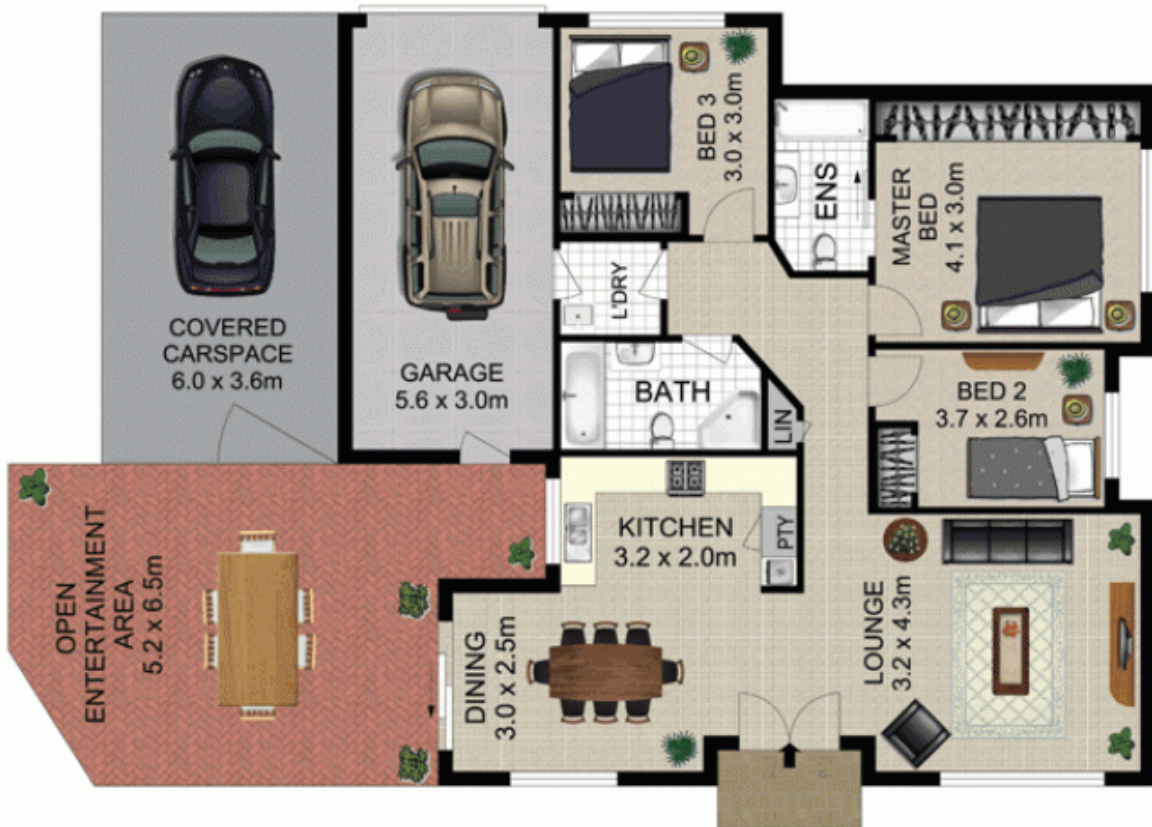 COVERED
CARSPACE
6.0 x 3.6m
GARAGE
5.6 x 3.0m
BED 3
3.0 x 3.0m
ENS
MASTER
BED
4.1 x 3.0m
L'DRY
BATH
LIN
BED 2
3.7 x 2.6m
KITCHEN
3.2 x 2.0m
PTY
OPEN
ENTERTAINMENT
AREA
5.2 x 6.5m
DINING
3.0 x 2.5m
LOUNGE
3.2 x 4.3m